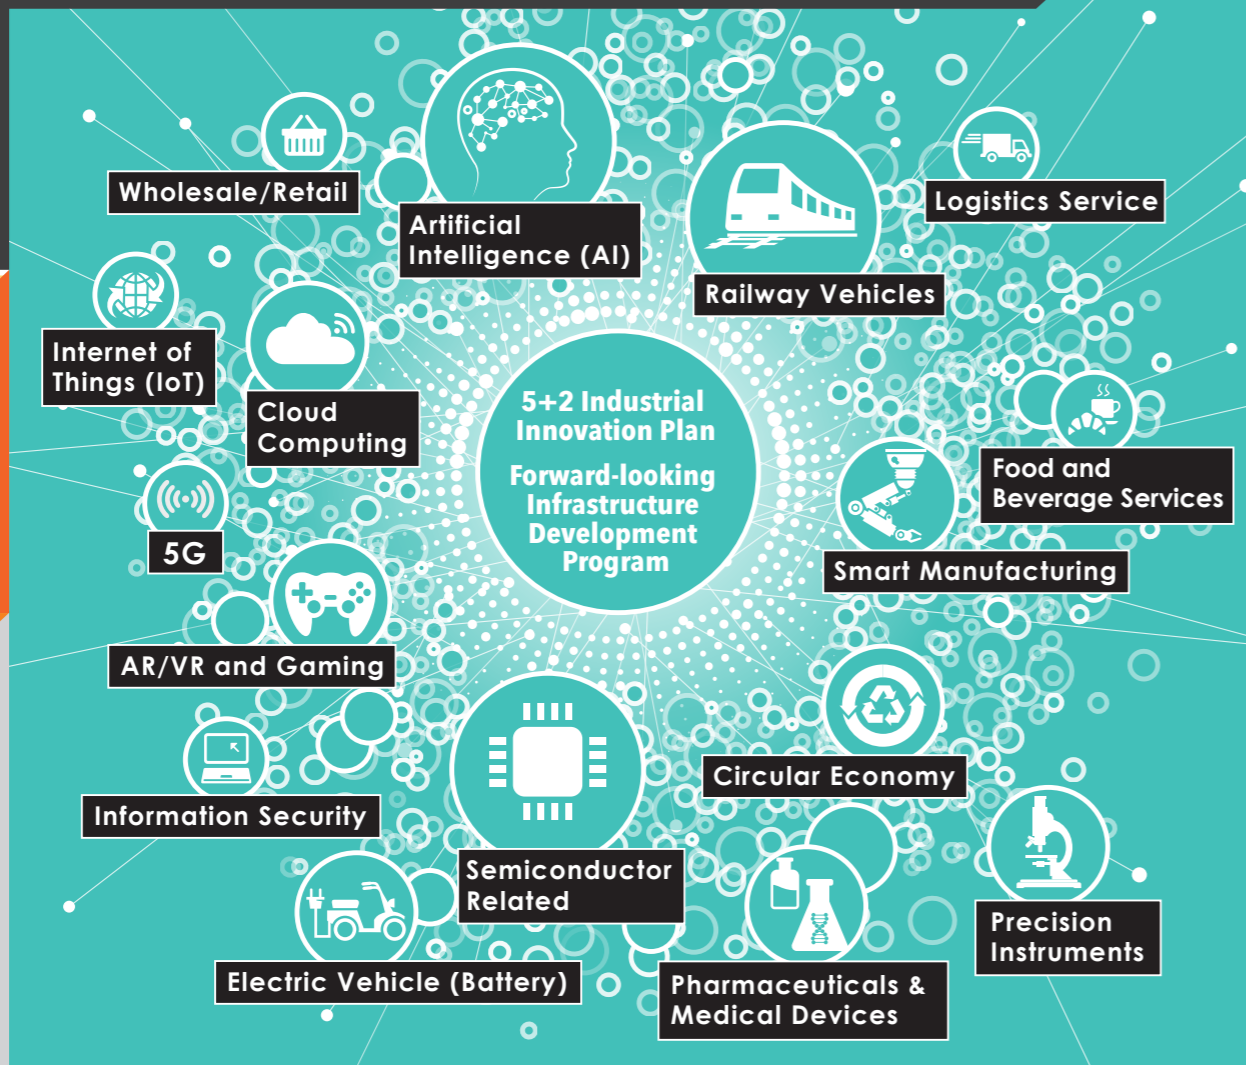 Wholesale/Retail
Artificial
Intelligence (AI)
Logistics Service
Railway Vehicles
Internet of
Things (IoT)
Cloud
Computing
5+2 Industrial
Innovation Plan
Forward-looking
Infrastructure
Development
Program
Food and
Beverage Services
5G
Smart Manufacturing
AR/VR and Gaming
Circular Economy
Information Security
Semiconductor
Related
Precision
Instruments
Electric Vehicle (Battery)
Pharmaceuticals &
Medical Devices